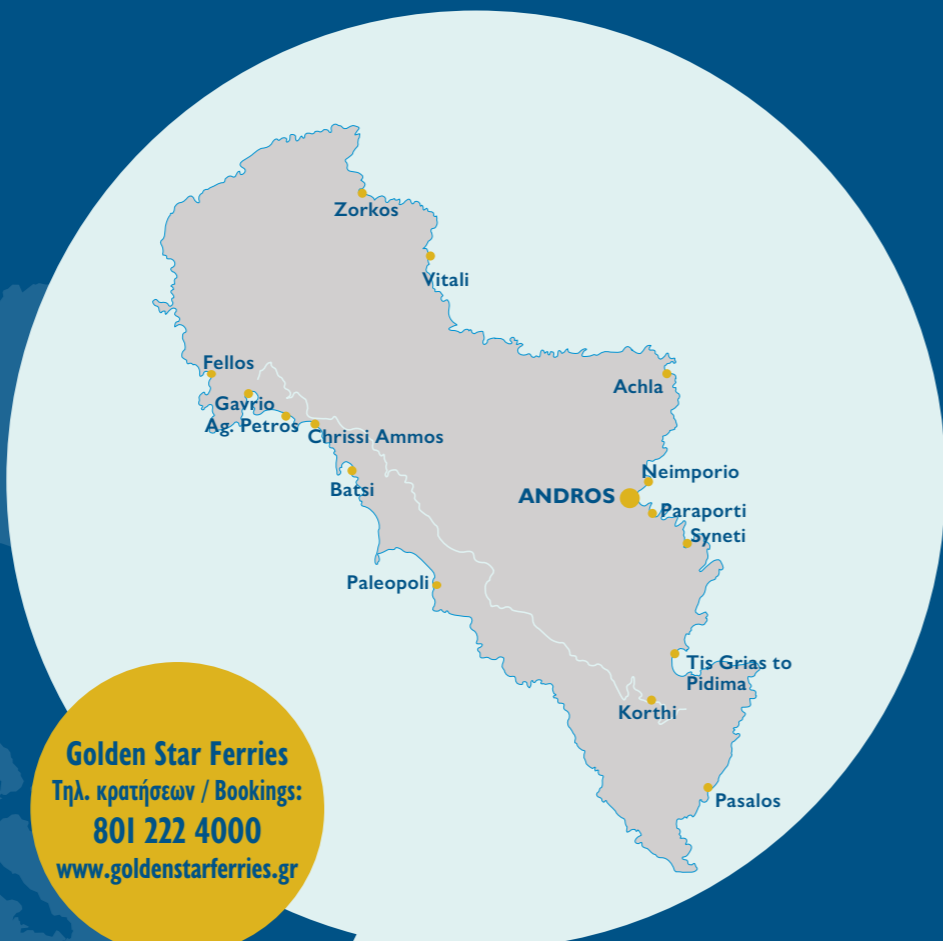 Zorkos
Vitali
Fellos
Achla
Gavrio
Ag. Petros
Chrissi Ammos
Batsi
Neimporio
ANDROS
Paraporti
Syneti
Paleopoli
Tis Grias to
Pidima
Korthi
Pasalos
Golden Star Ferries
Τηλ. κρατήσεων / Bookings:
801 222 4000
www.goldenstarferries.gr